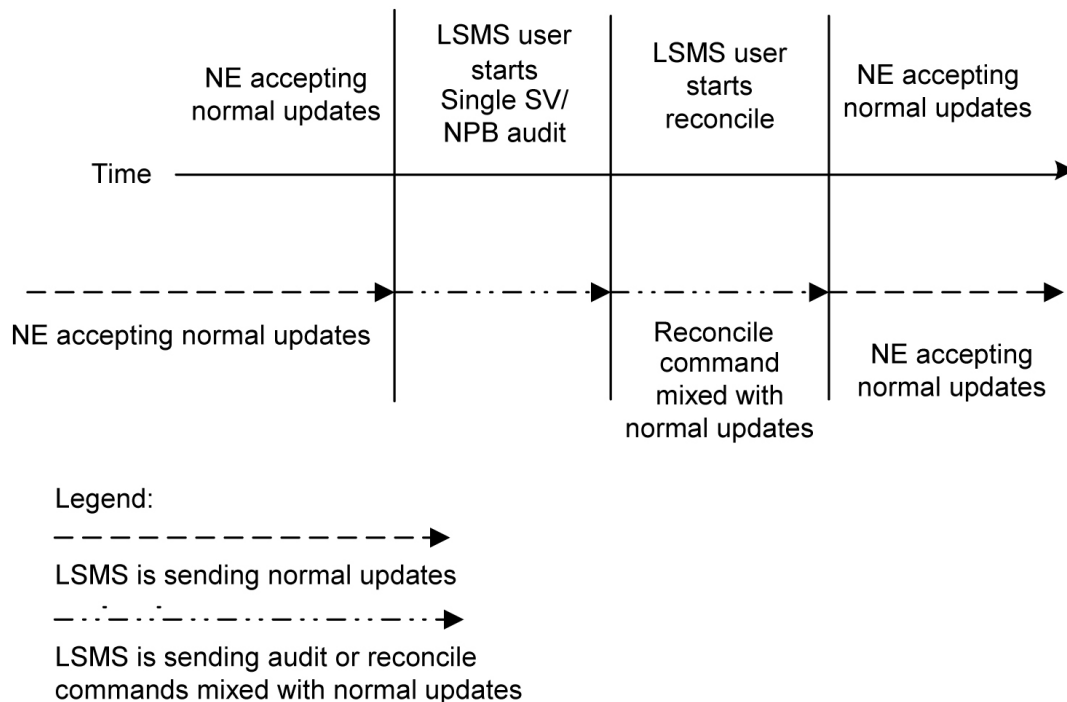 NE accepting
normal updates
LSMS user
starts
Single SV/
NPB audit
LSMS user
starts
reconcile
NE accepting
normal updates
Time
NE accepting normal updates
Reconcile
command
mixed with
normal updates
NE accepting
normal updates
Legend:
LSMS is sending normal updates
LSMS is sending audit or reconcile
commands mixed with normal updates